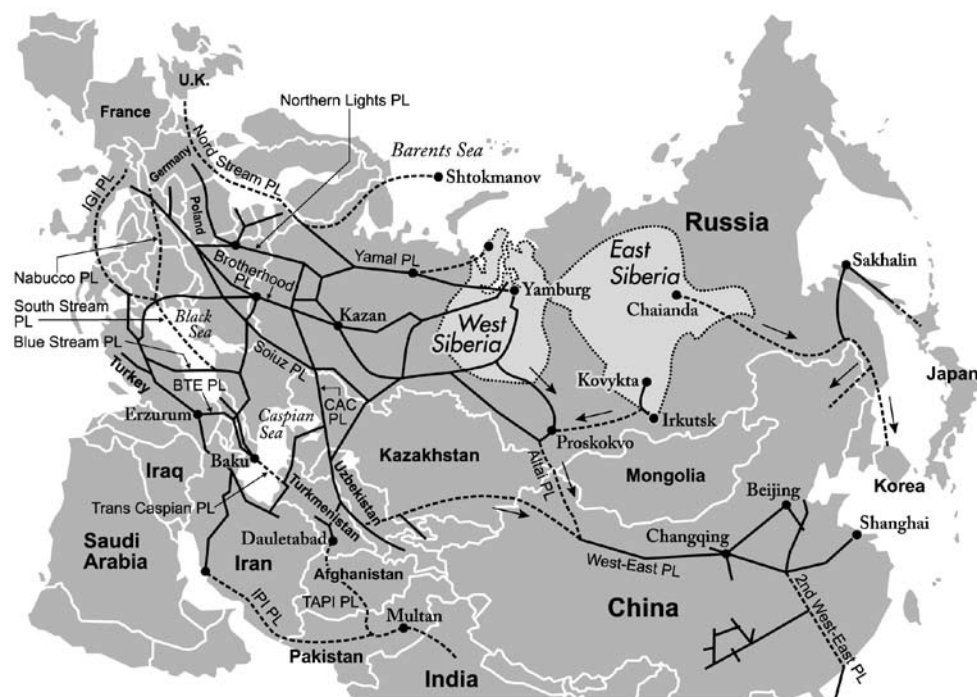 U.K.
France
Northern Lights PL
Barents Sea
Shtokmanov
Germany
Nord Stream PL
IGI PL
Poland
Russia
East
Siberia
Sakhalin
Yamal PL
Nabucco PL
Brotherhood
PL
Yamburg
Chaianda
South Stream
PL
Black
Sea
Kazan
West
Siberia
Blue Stream PL
Soiuz PL
Kovykta
Japan
Turkey
BTE PL
CAC
PL
Irkutsk
Erzurum
Caspian
Sea
Proskokvo
Kazakhstan
Altai PL
Mongolia
Korea
Iraq
Baku
Uzbekistan
Turkmenistan
Beijing
Trans Caspian PL
Shanghai
Saudi
Arabia
Dauletabad
Changqing
Iran
West-East PL
Afghanistan
2nd West-East PL
IPI PL
TAPI PL
China
Multan
Pakistan
India